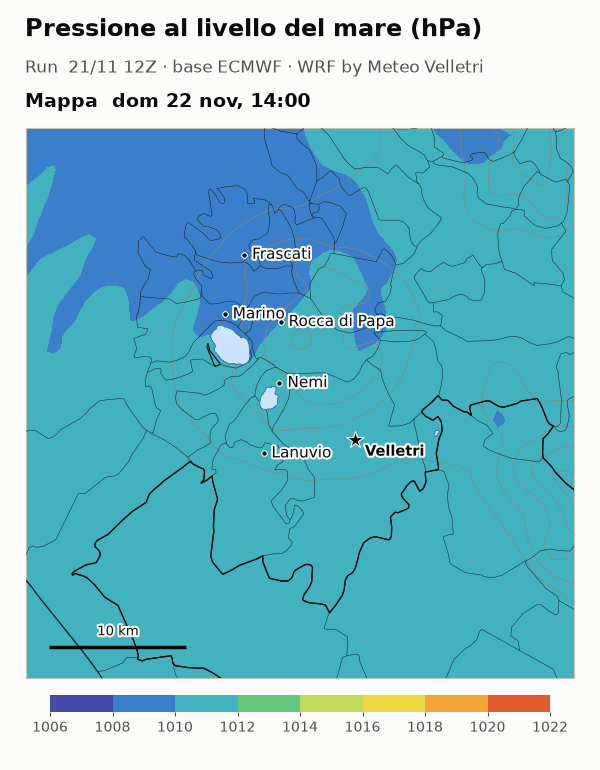 Pressione al livello del mare (hPa)
Run  21/11 12Z · base ECMWF · WRF by Meteo Velletri
Mappa  dom 22 nov, 14:00
Frascati
Marino
Rocca di Papa
Nemi
Velletri
Lanuvio
10 km
1006 1008 1010 1012 1014 1016 1018 1020 1022